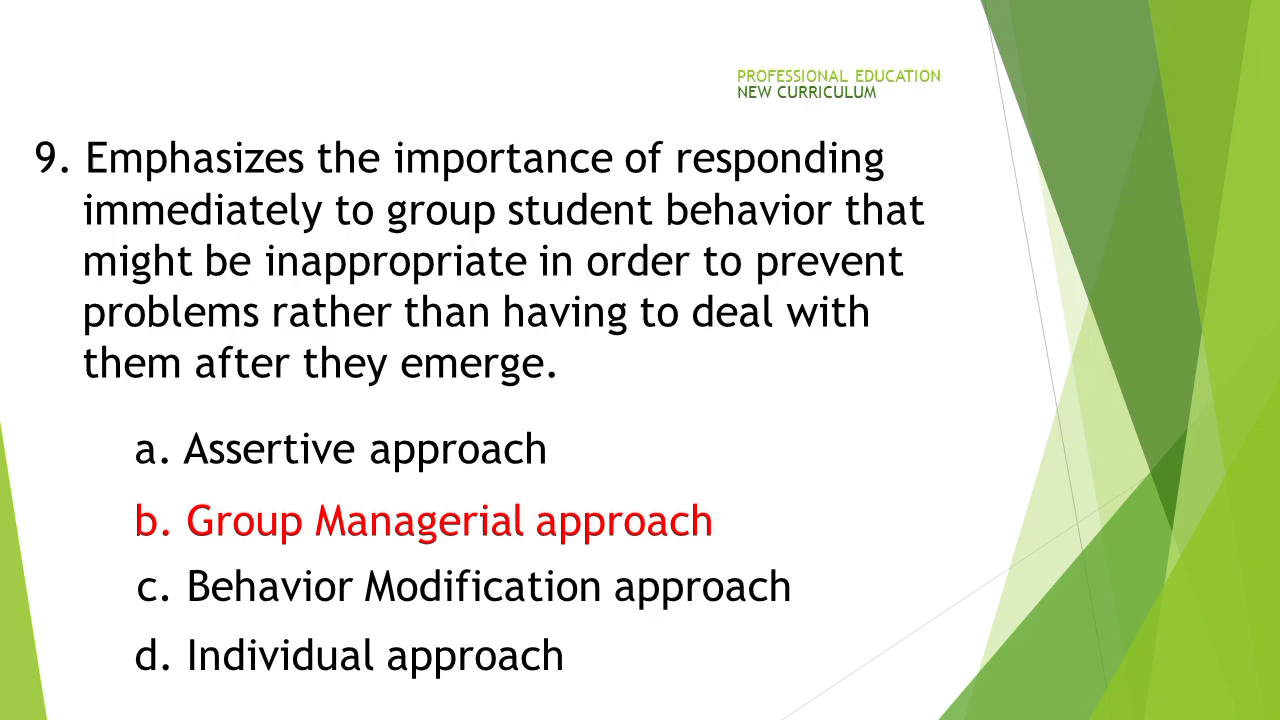 PROFESSIONAL EDUCATION
NEW CURRICULUM
9. Emphasizes the importance of responding
immediately to group student behavior that
might be inappropriate in order to prevent
problems rather than having to deal with
them after they emerge.
a. Assertive approach
b. Group Managerial approach
c. Behavior Modification approach
d. Individual approach